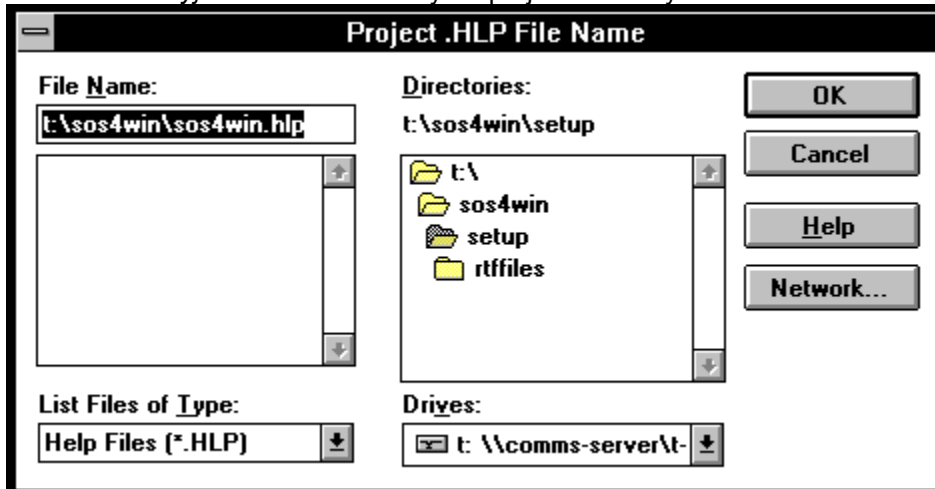 Project .HLP File Name
File Name:
t:\sos4win\sos4win.hlp
Directories:
t:\sos4win\setup
t:\
sos4win
setup
rtffiles
OK
Cancel
Help
Network...
List Files of Type:
Help Files (*.HLP)
Drives:
t: \\comms-server\t-